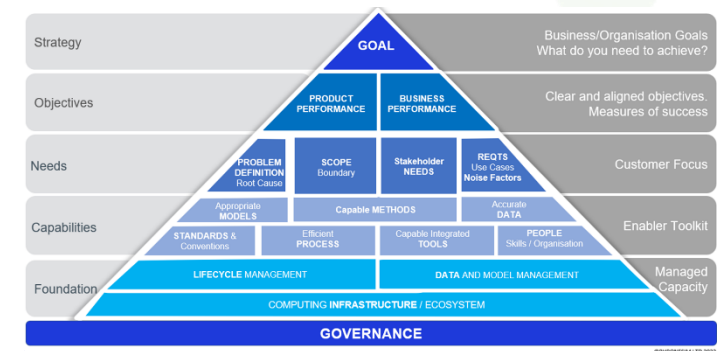 Strategy
GOAL
Business/Organisation Goals
What do you need to achieve?
Objectives
PRODUCT
PERFORMANCE
BUSINESS
PERFORMANCE
Clear and aligned objectives.
Measures of success
Needs
PROBLEM
DEFINITION
Root Cause
SCOPE
Boundary
Stakeholder
NEEDS
REQTS
Use Cases
Noise Factors
Customer Focus
Capabilities
Appropriate
MODELS
Capable METHODS
Accurate
DATA
STANDARDS &
Conventions
Efficient
PROCESS
Capable Integrated
TOOLS
PEOPLE
Skills / Organisation
Enabler Toolkit
Foundation
LIFECYCLE MANAGEMENT
DATA AND MODEL MANAGEMENT
COMPUTING INFRASTRUCTURE / ECOSYSTEM
Managed
Capacity
GOVERNANCE